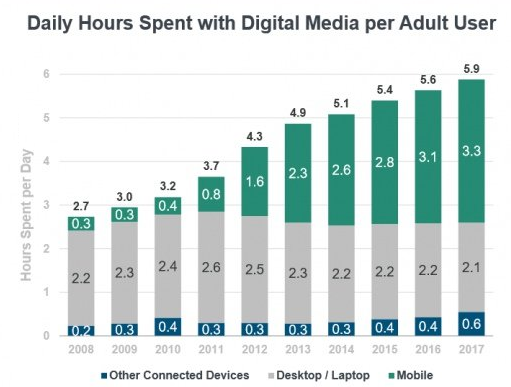 Daily Hours Spent with Digital Media per Adult User
Hours Spent per Day
6
5
4
3
2
1
0
2.7 3.0 3.2 3.7 4.3 4.9 5.1 5.4 5.6 5.9
0.3 0.3 0.4 0.8 1.6 2.3 2.6 2.8 3.1 3.3
2.2 2.3 2.4 2.6 2.5 2.3 2.2 2.2 2.2 2.1
0.2 0.3 0.4 0.3 0.3 0.3 0.3 0.4 0.4 0.6
2008 2009 2010 2011 2012 2013 2014 2015 2016 2017
Other Connected Devices Desktop / Laptop Mobile